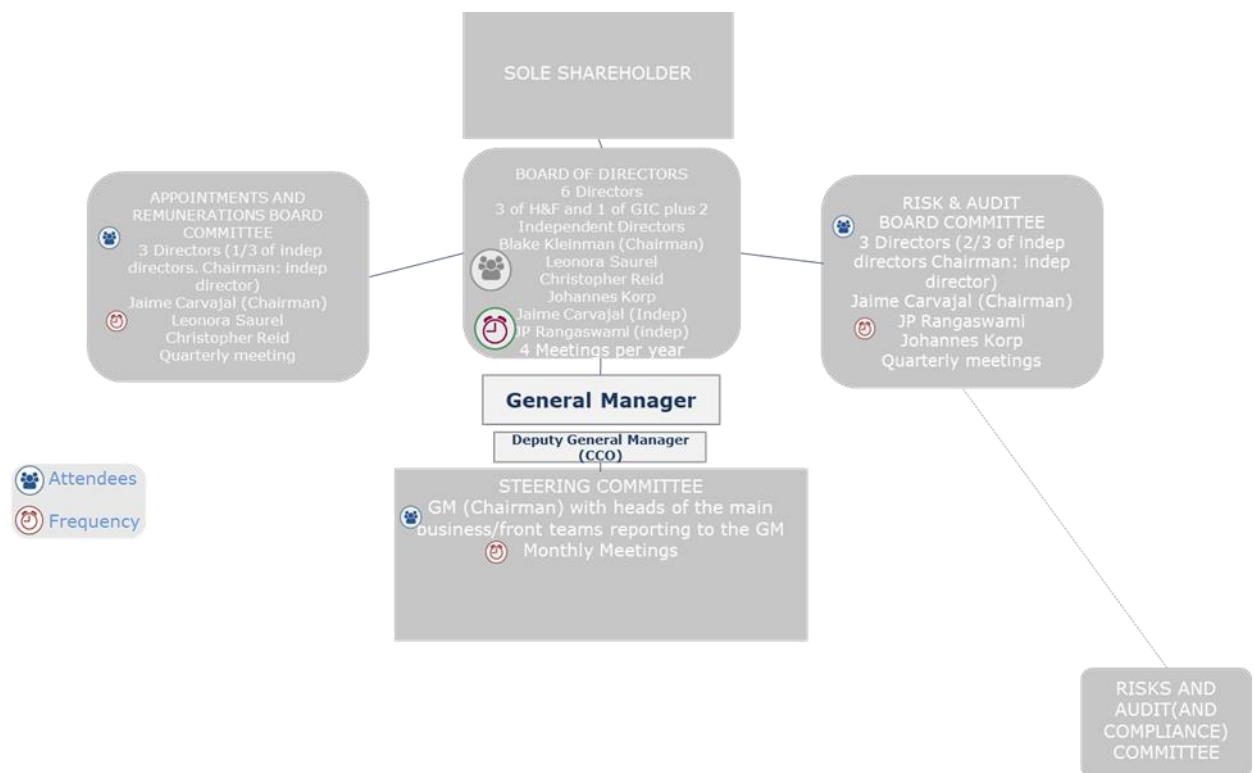 SOLE SHAREHOLDER
BOARD OF DIRECTORS
6 Directors
3 of H&F and 1 of GIC plus 2
Independent Directors
Blake Kleinman (Chairman)
Leonora Saurel
Christopher Reid
Johannes Korp
Jaime Carvajal (Indep)
JP Rangaswami (indep)
4 Meetings per year
APPOINTMENTS AND
REMUNERATIONS BOARD
COMMITTEE
3 Directors (1/3 of indep
directors. Chairman: indep
director)
Jaime Carvajal (Chairman)
Leonora Saurel
Christopher Reid
Quarterly meeting
RISK & AUDIT
BOARD COMMITTEE
3 Directors (2/3 of indep
directors Chairman: indep
director)
Jaime Carvajal (Chairman)
JP Rangaswami
Johannes Korp
Quarterly meetings
General Manager
Deputy General Manager
(CCO)
STEERING COMMITTEE
GM (Chairman) with heads of the main
business/front teams reporting to the GM
Monthly Meetings
Attendees
Frequency
RISKS AND
AUDIT(AND
COMPLIANCE)
COMMITTEE